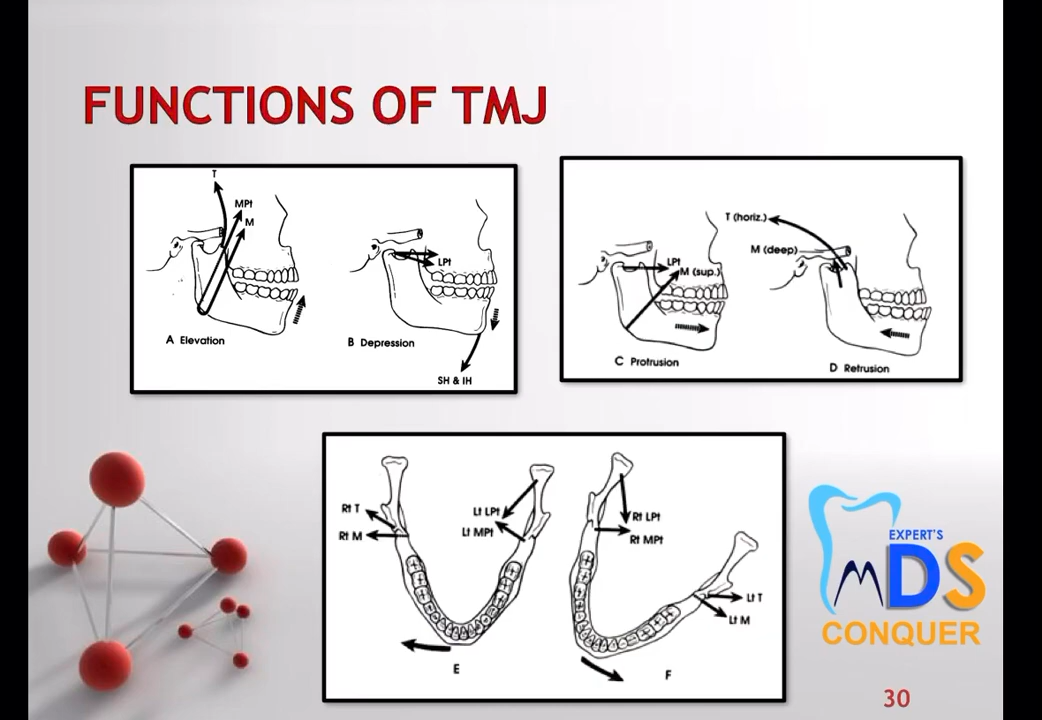 FUNCTIONS OF TMJ
T
MPt
M
A Elevation
LPt
B Depression
SH & IH
LPt
M (sup.)
C Protrusion
T (horiz.)
M (deep)
D Retrusion
Rt T
Rt M
Lt LPt
Lt MPt
E
Rt LPt
Rt MPt
Lt T
Lt M
F
EXPERT'S
MDS
CONQUER
30